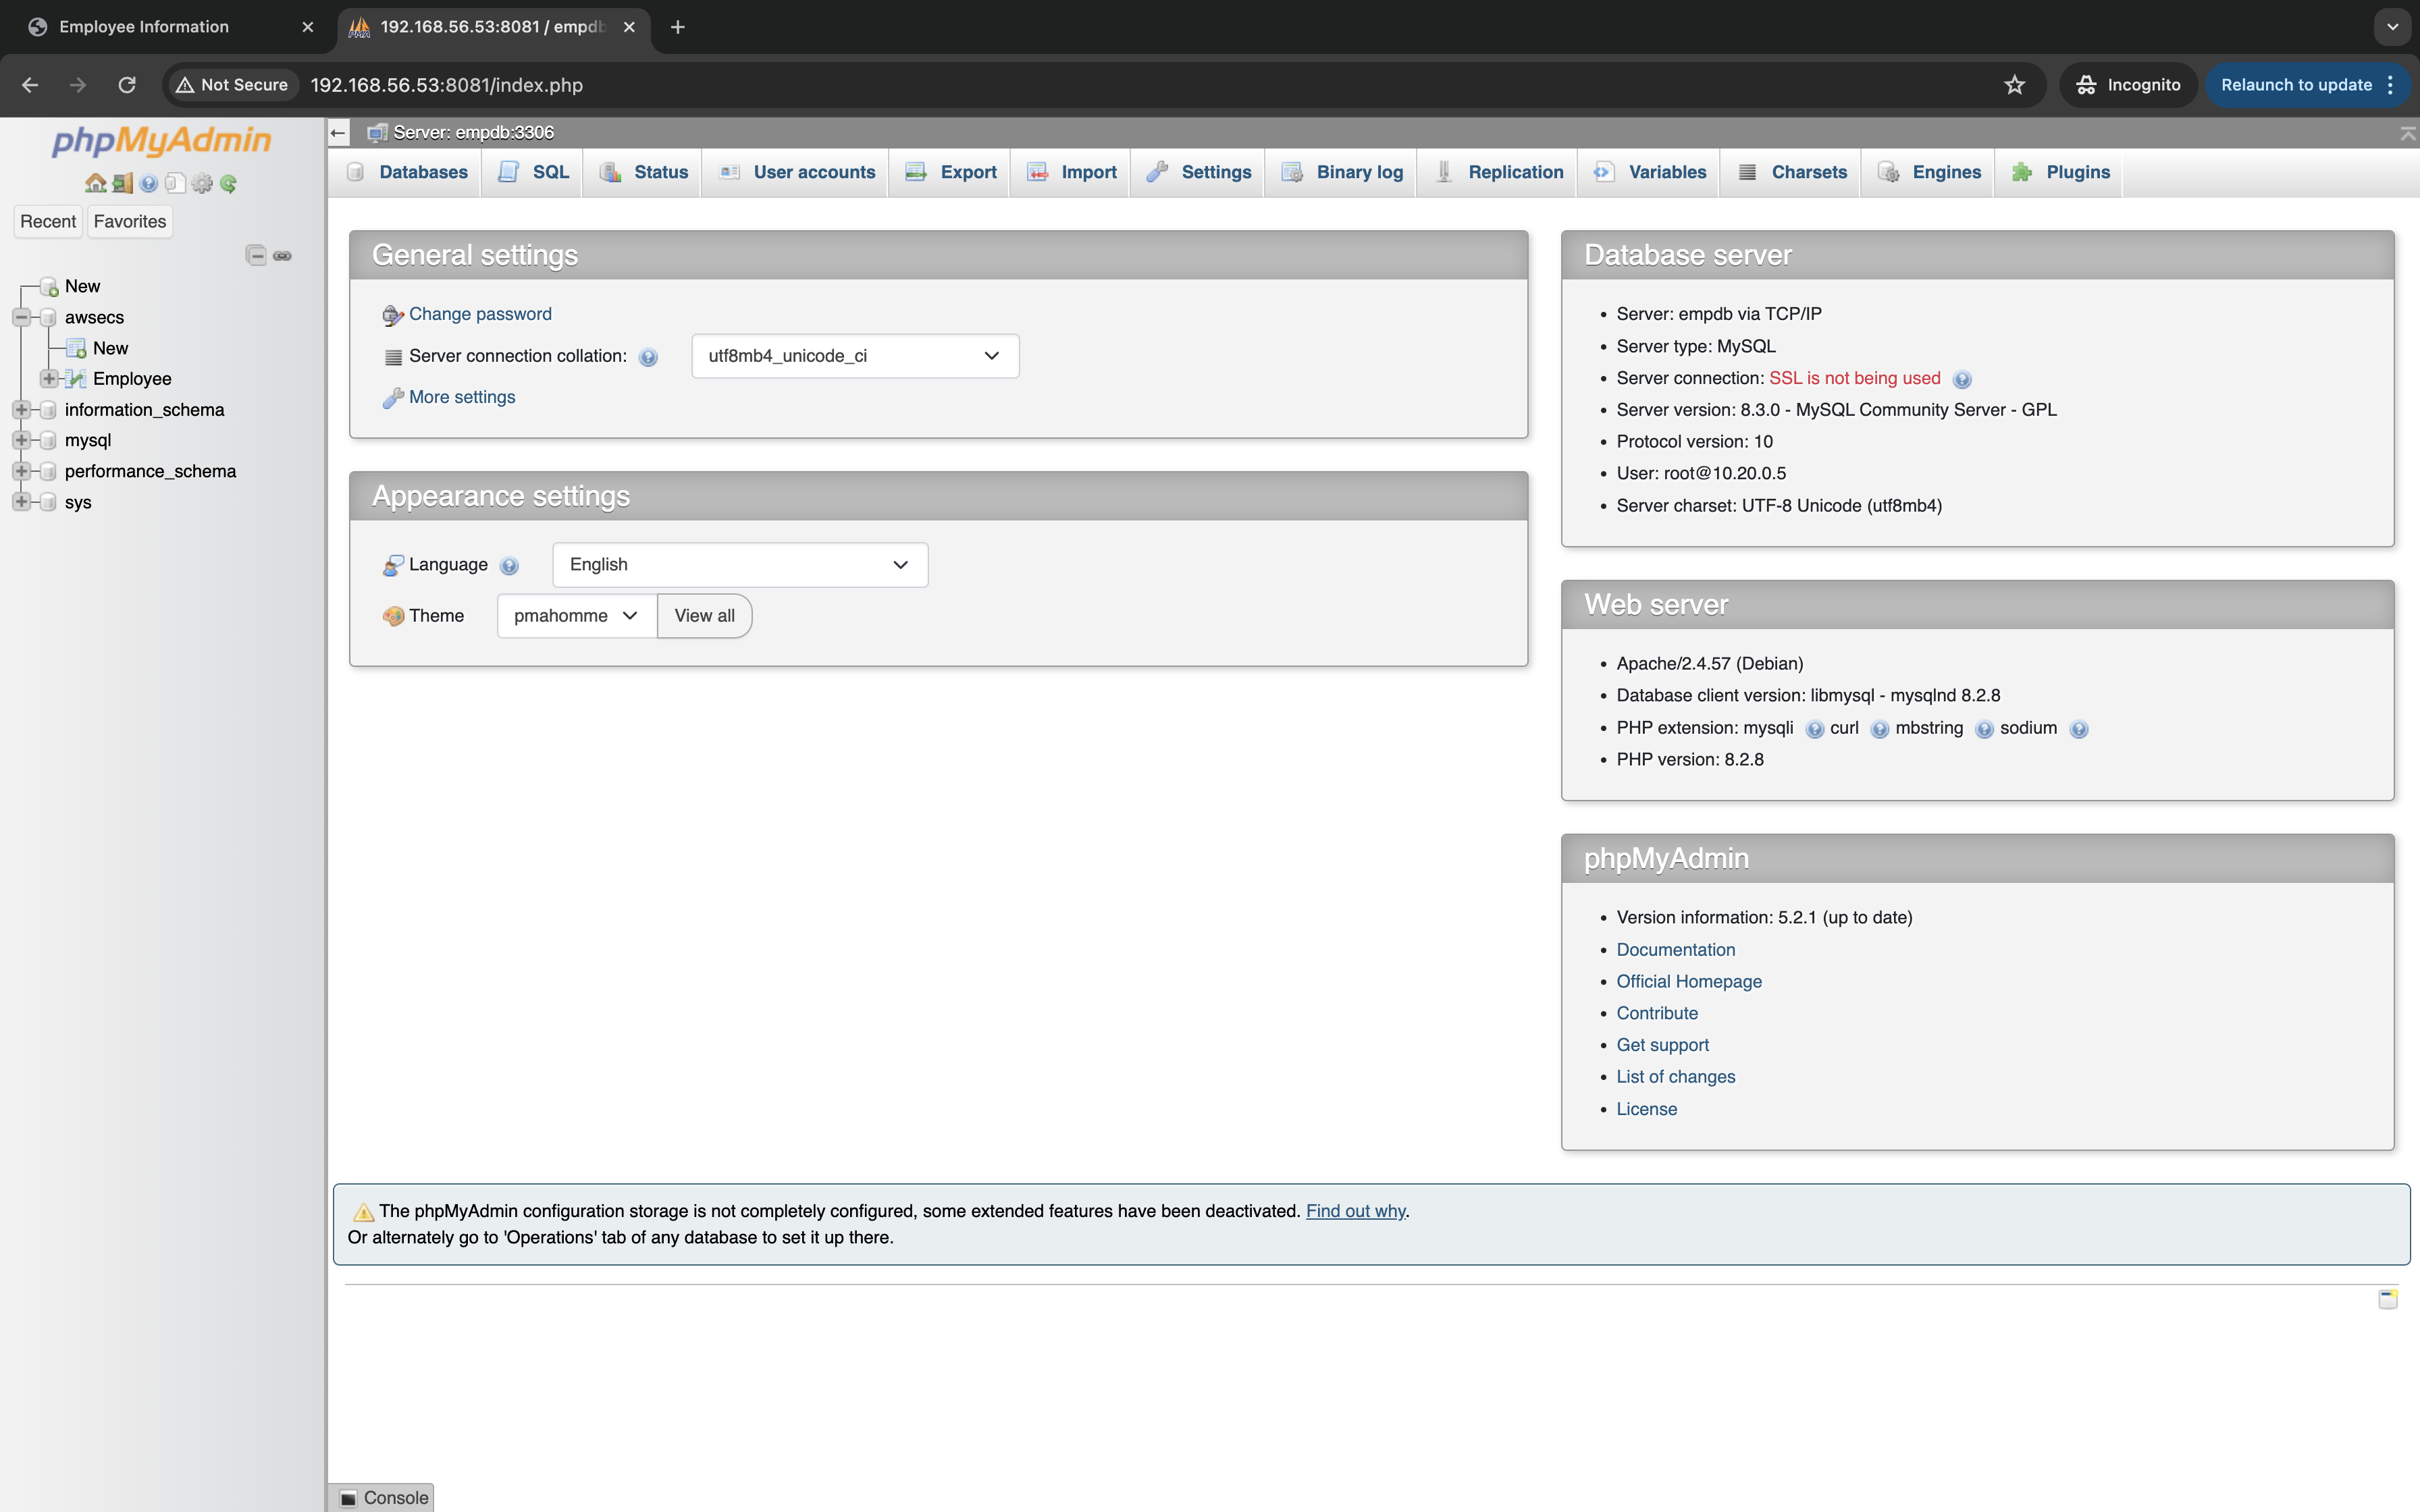 Employee Information
192.168.56.53:8081 / empdb
Not Secure
192.168.56.53:8081/index.php
Incognito
Relaunch to update
phpMyAdmin
Recent
Favorites
New
awsecs
New
Employee
information_schema
mysql
performance_schema
sys
Server: empdb:3306
Databases
SQL
Status
User accounts
Export
Import
Settings
Binary log
Replication
Variables
Charsets
Engines
Plugins
General settings
Change password
Server connection collation:
utf8mb4_unicode_ci
More settings
Appearance settings
Language
English
Theme
pmahomme
View all
Database server
Server: empdb via TCP/IP
Server type: MySQL
Server connection: SSL is not being used
Server version: 8.3.0 - MySQL Community Server - GPL
Protocol version: 10
User: root@10.20.0.5
Server charset: UTF-8 Unicode (utf8mb4)
Web server
Apache/2.4.57 (Debian)
Database client version: libmysql - mysqlnd 8.2.8
PHP extension: mysqli curl mbstring sodium
PHP version: 8.2.8
phpMyAdmin
Version information: 5.2.1 (up to date)
Documentation
Official Homepage
Contribute
Get support
List of changes
License
The phpMyAdmin configuration storage is not completely configured, some extended features have been deactivated. Find out why.
Or alternately go to 'Operations' tab of any database to set it up there.
Console